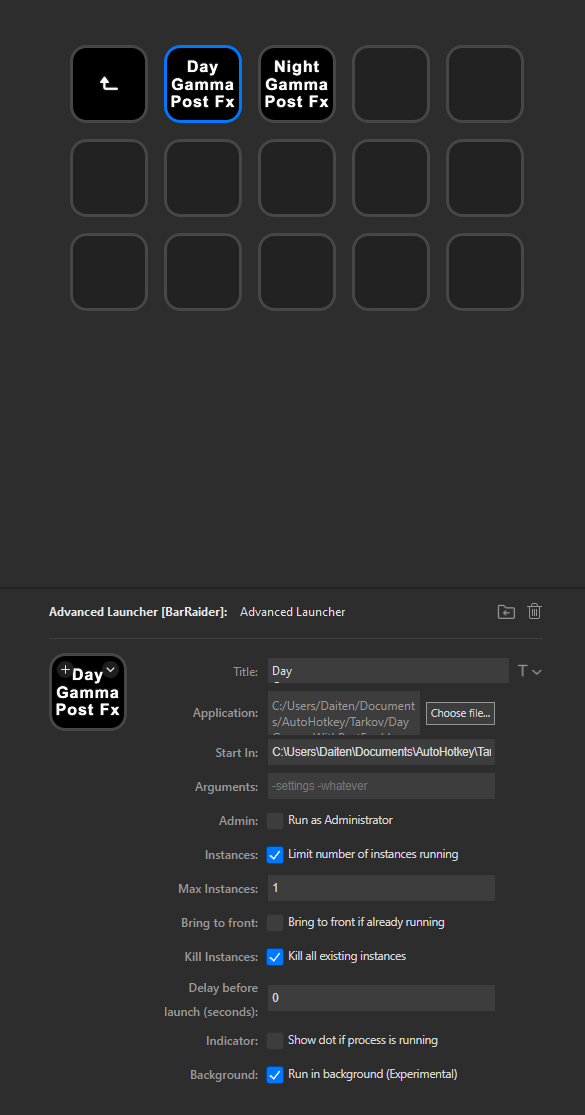 Day
Gamma
Post Fx
Night
Gamma
Post Fx
Advanced Launcher [BarRaider]: Advanced Launcher
Day
Gamma
Post Fx
Title: Day
T
Application: C:/Users/Daiten/Document
s/AutoHotkey/Tarkov/Day
Choose file...
Start In: C:\Users\Daiten\Documents\AutoHotkey\Tar
Arguments: -settings -whatever
Admin: Run as Administrator
Instances: Limit number of instances running
Max Instances: 1
Bring to front: Bring to front if already running
Kill Instances: Kill all existing instances
Delay before
launch (seconds): 0
Indicator: Show dot if process is running
Background: Run in background (Experimental)